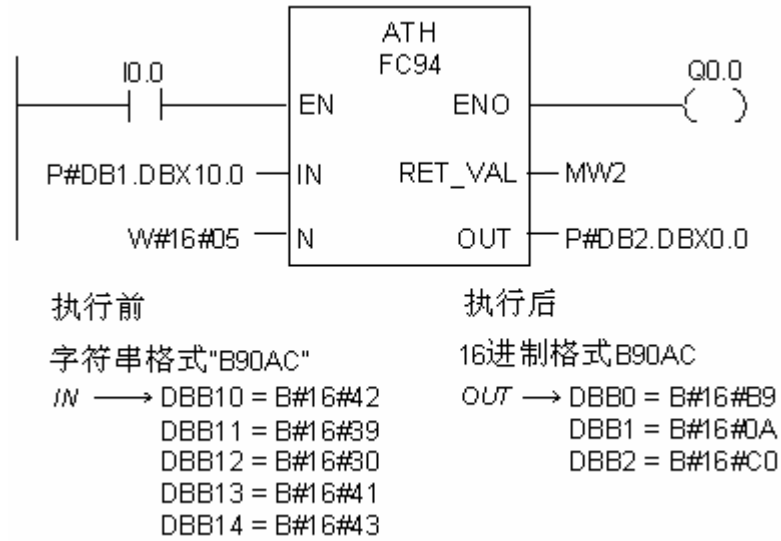 ATH
FC94
I0.0
Q0.0
EN
ENO
P#DB1.DBX10.0
IN
RET_VAL
MW2
W#16#05
N
OUT
P#DB2.DBX0.0
执行前
字符串格式"B90AC"
IN → DBB10 = B#16#42
DBB11 = B#16#39
DBB12 = B#16#30
DBB13 = B#16#41
DBB14 = B#16#43
执行后
16进制格式B90AC
OUT → DBB0 = B#16#B9
DBB1 = B#16#0A
DBB2 = B#16#C0